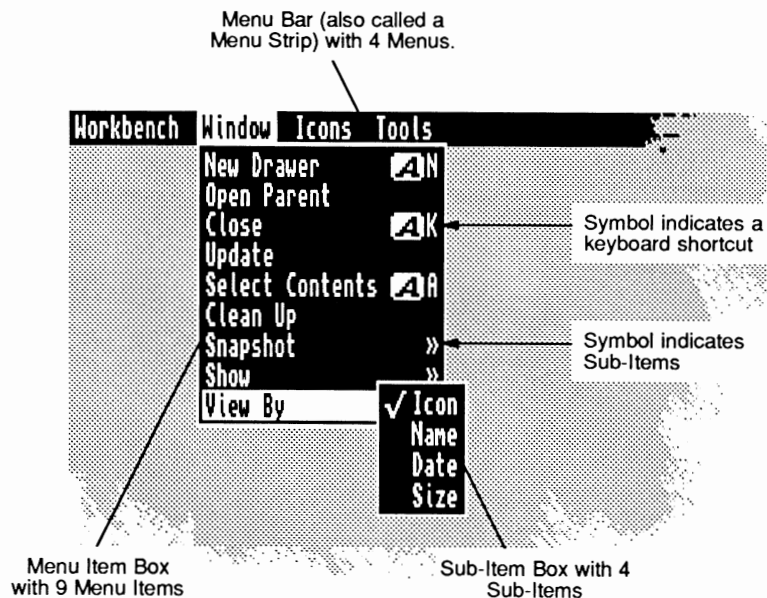 Menu Bar (also called a
Menu Strip) with 4 Menus.
Workbench Window Icons Tools
New Drawer A N
Open Parent
Close A K
Symbol indicates a
keyboard shortcut
Update
Select Contents A A
Clean Up
Snapshot »
Symbol indicates
Sub-Items
Show »
View By
√ Icon
Name
Date
Size
Menu Item Box
with 9 Menu Items
Sub-Item Box with 4
Sub-Items